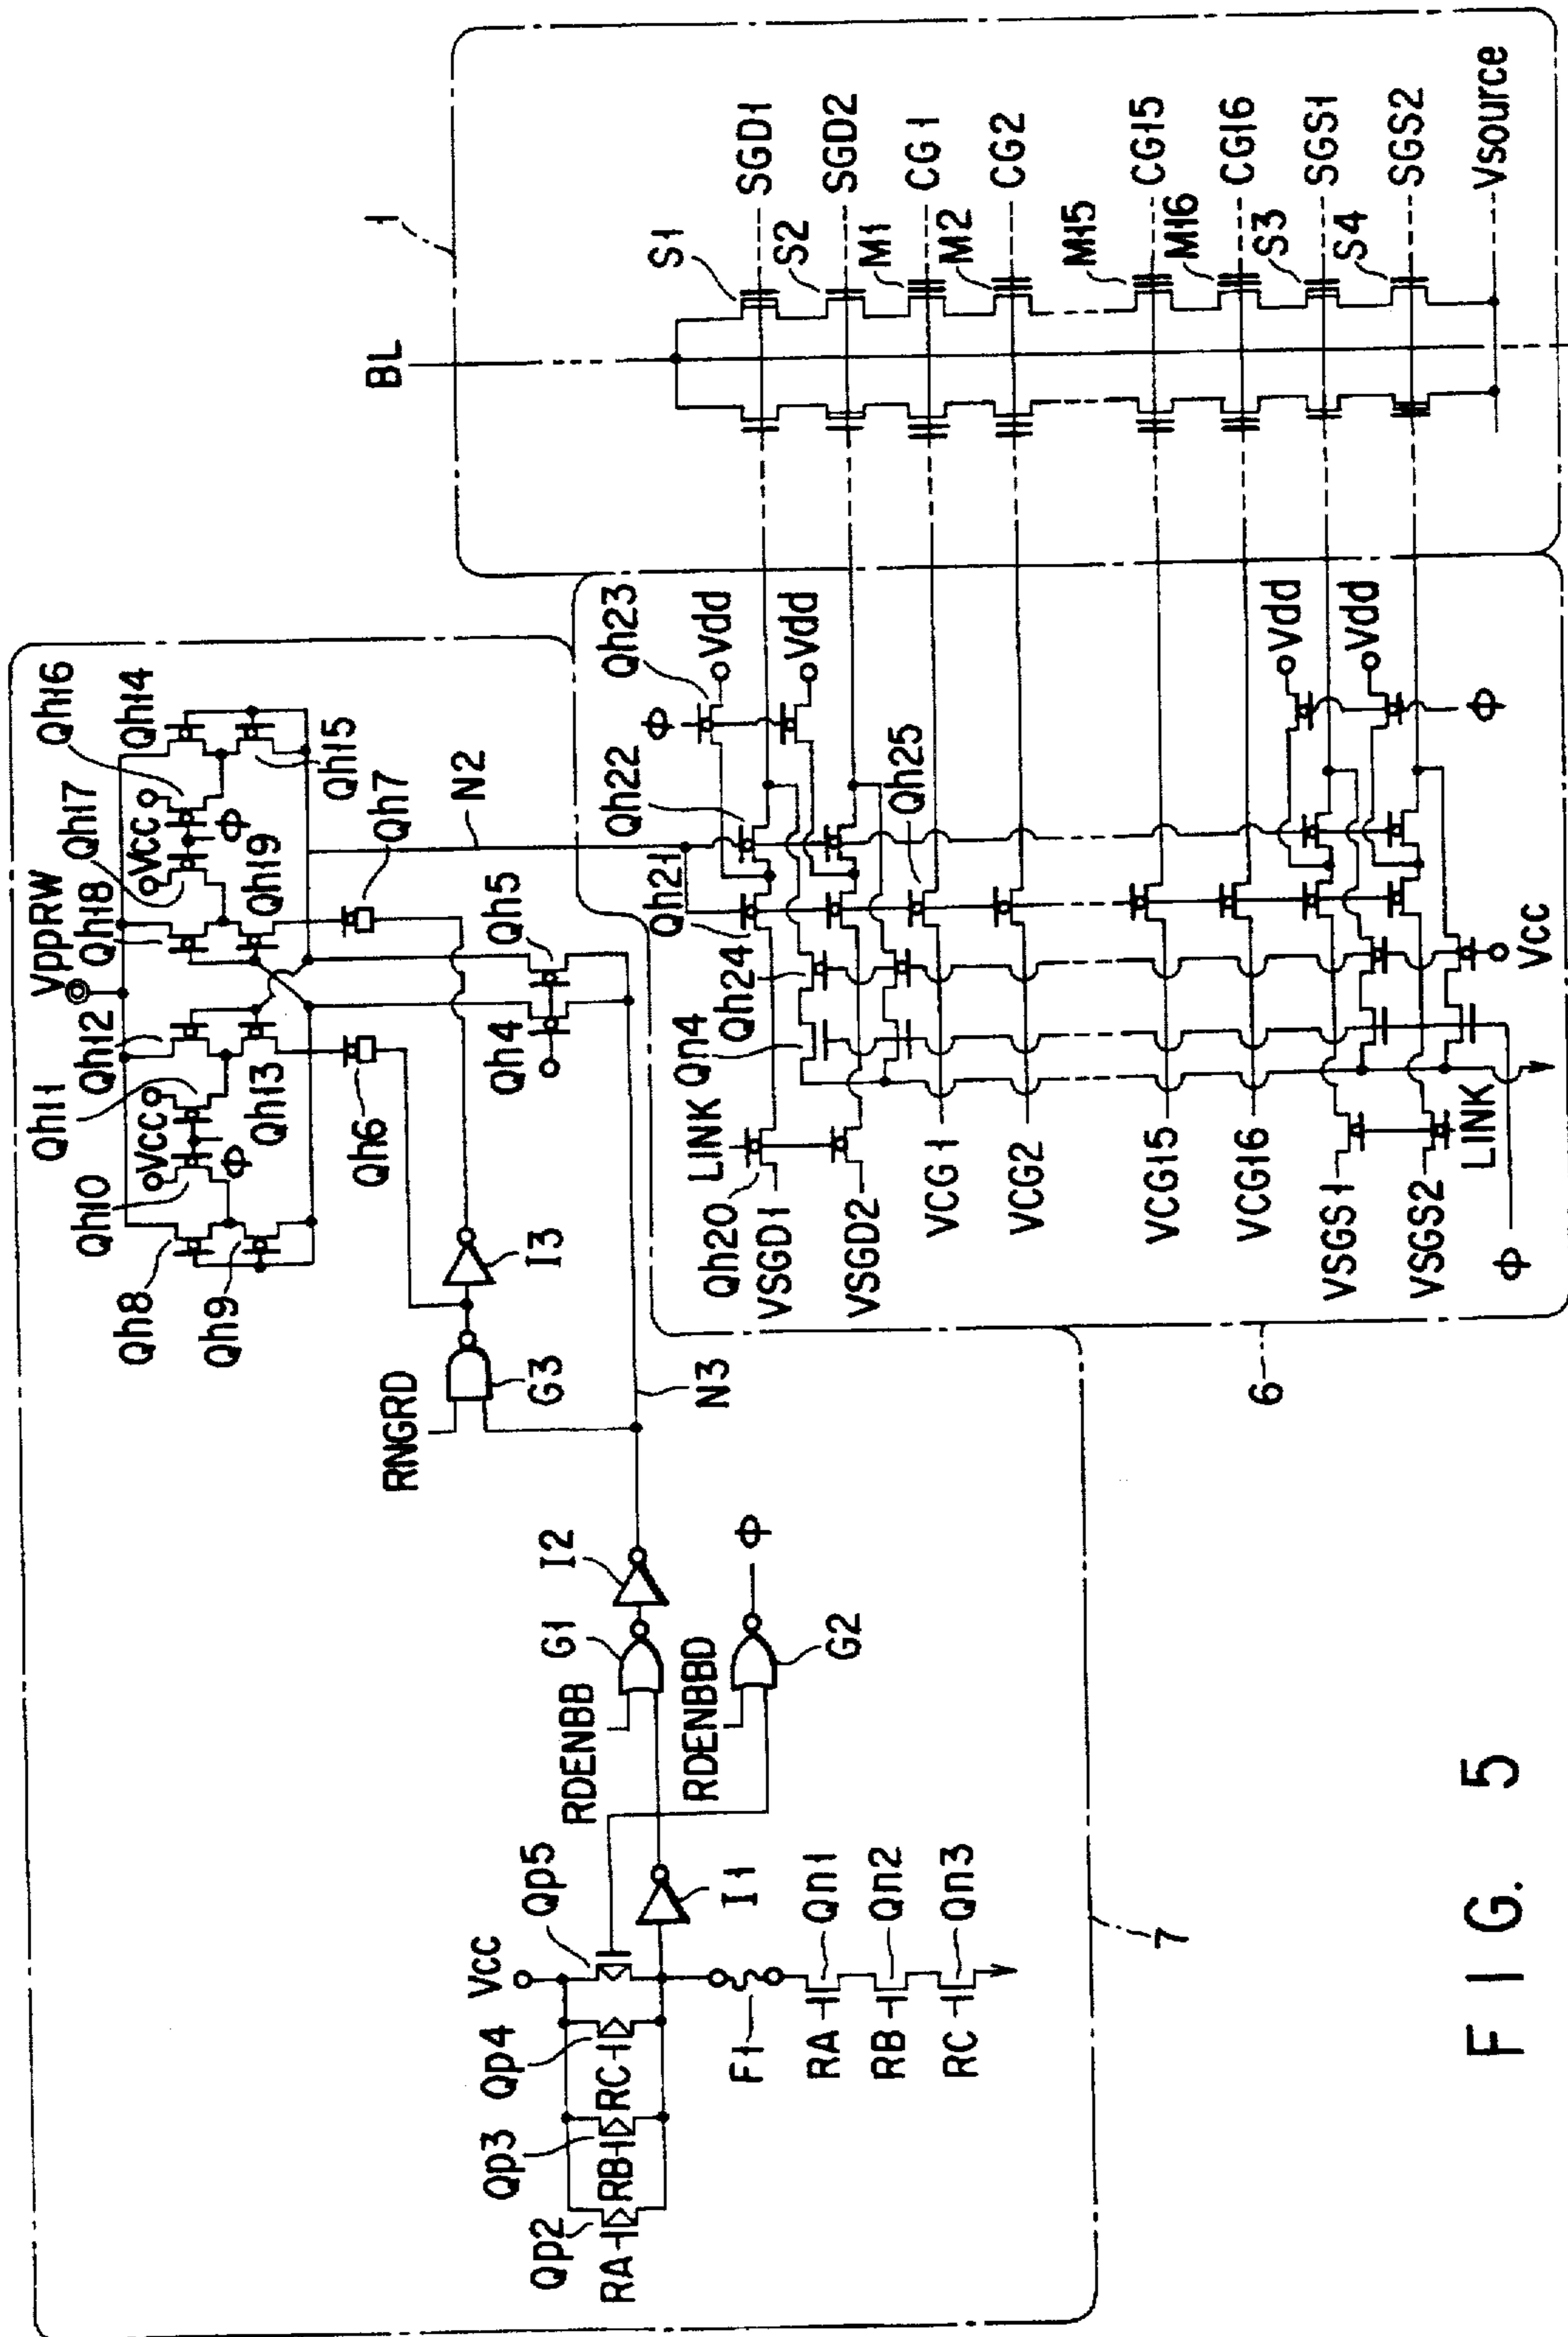 1
BL
S1
SGD1
S2
SGD2
M1
CG1
M2
CG2
M15
CG15
M16
CG16
S3
SGS1
S4
SGS2
Vsource
VppRW
Qh16
Qh14
Qh17
VCC
Φ
Qh15
Qh18
Qh19
Qh7
N2
Qh12
Qh11
VCC
Qh10
Φ
Qh13
Qh8
Qh9
Qh6
Qh5
Qh4
I3
RNGRD
G3
N3
Qh23
Φ
Vdd
Vdd
Qh22
Qh21
Qh25
Qh24
Qn4
LINK
Qh20
VSGD1
VSGD2
VCG1
VCG2
VCG15
VCG16
VSGS1
VSGS2
LINK
Φ
Vdd
Vdd
Φ
Vcc
6
I2
G1
RDENBB
Φ
G2
RDENBBD
Vcc
Qp5
I1
Qp4
RC
Qp3
RB
Qp2
RA
F1
RA
Qn1
RB
Qn2
RC
Qn3
7
FIG. 5